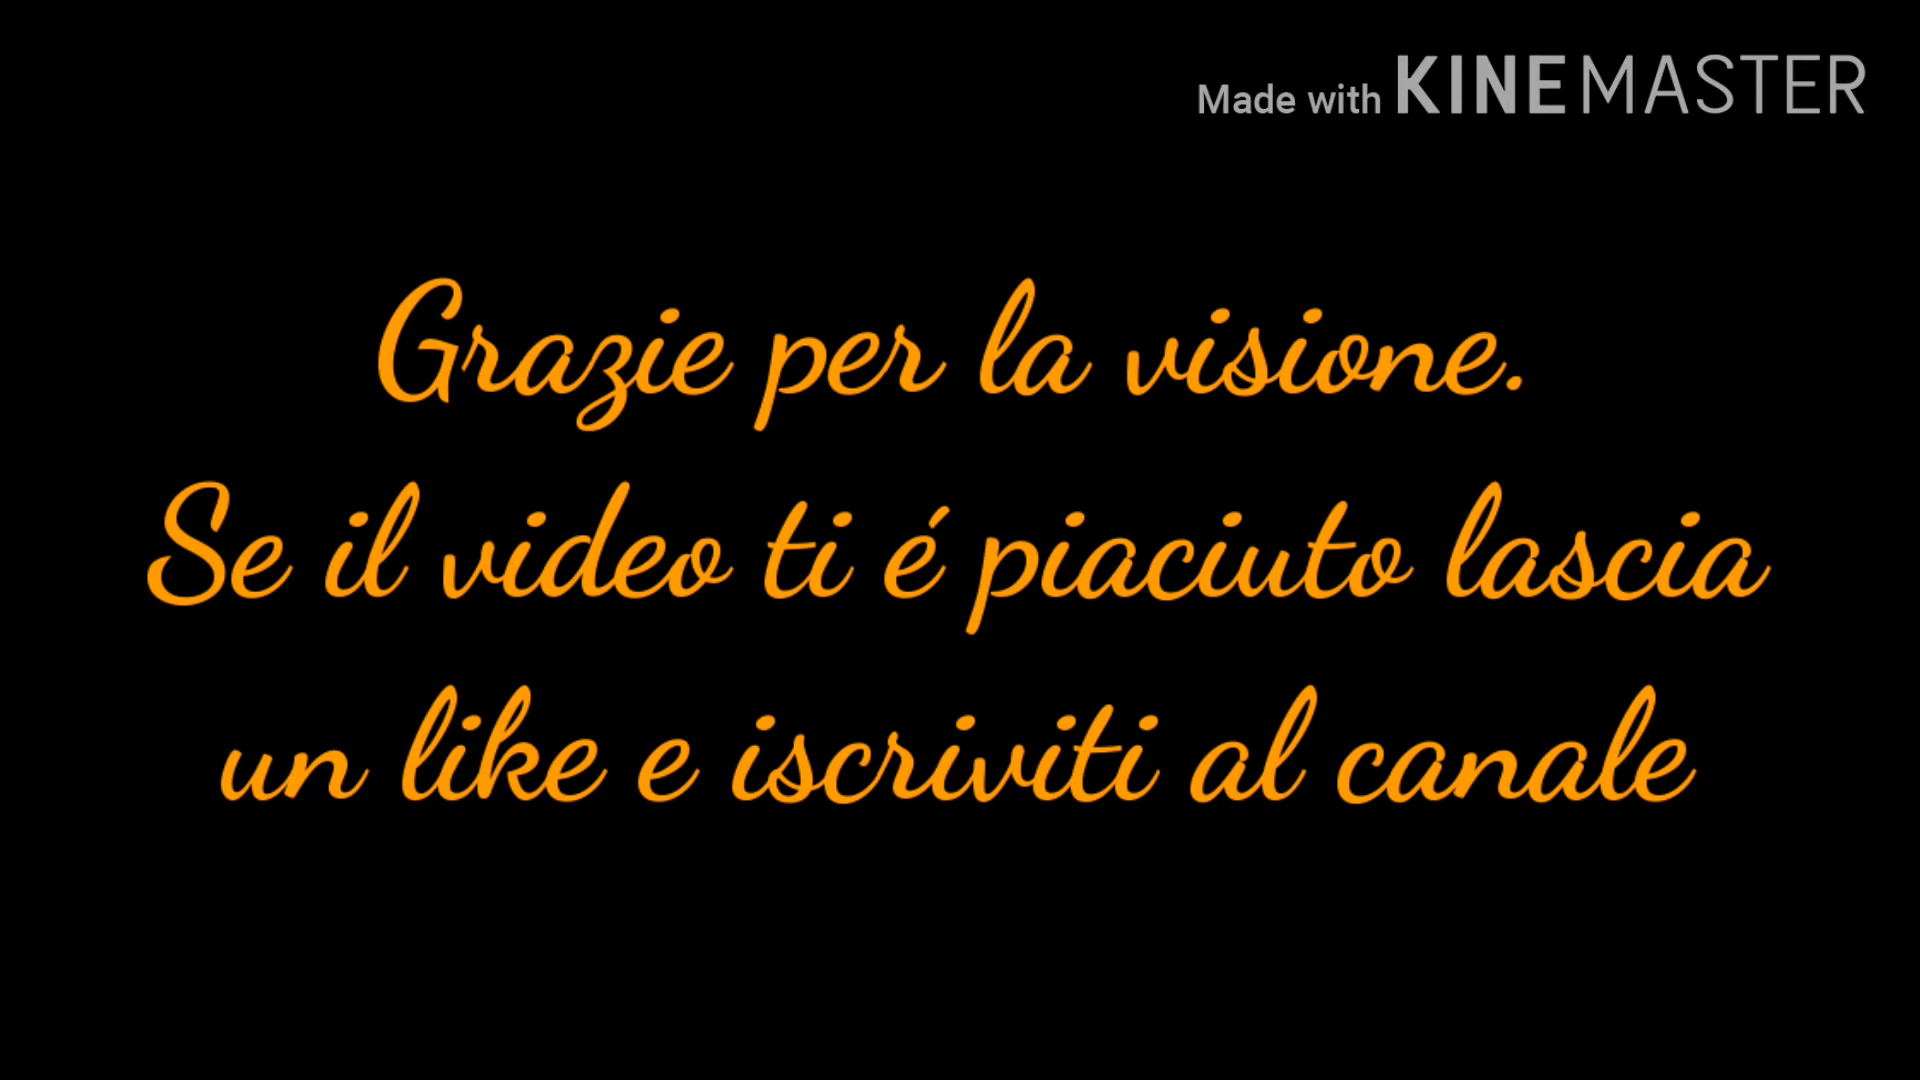 Made with KINEMASTER
Grazie per la visione.
Se il video ti é piaciuto lascia
un like e iscriviti al canale